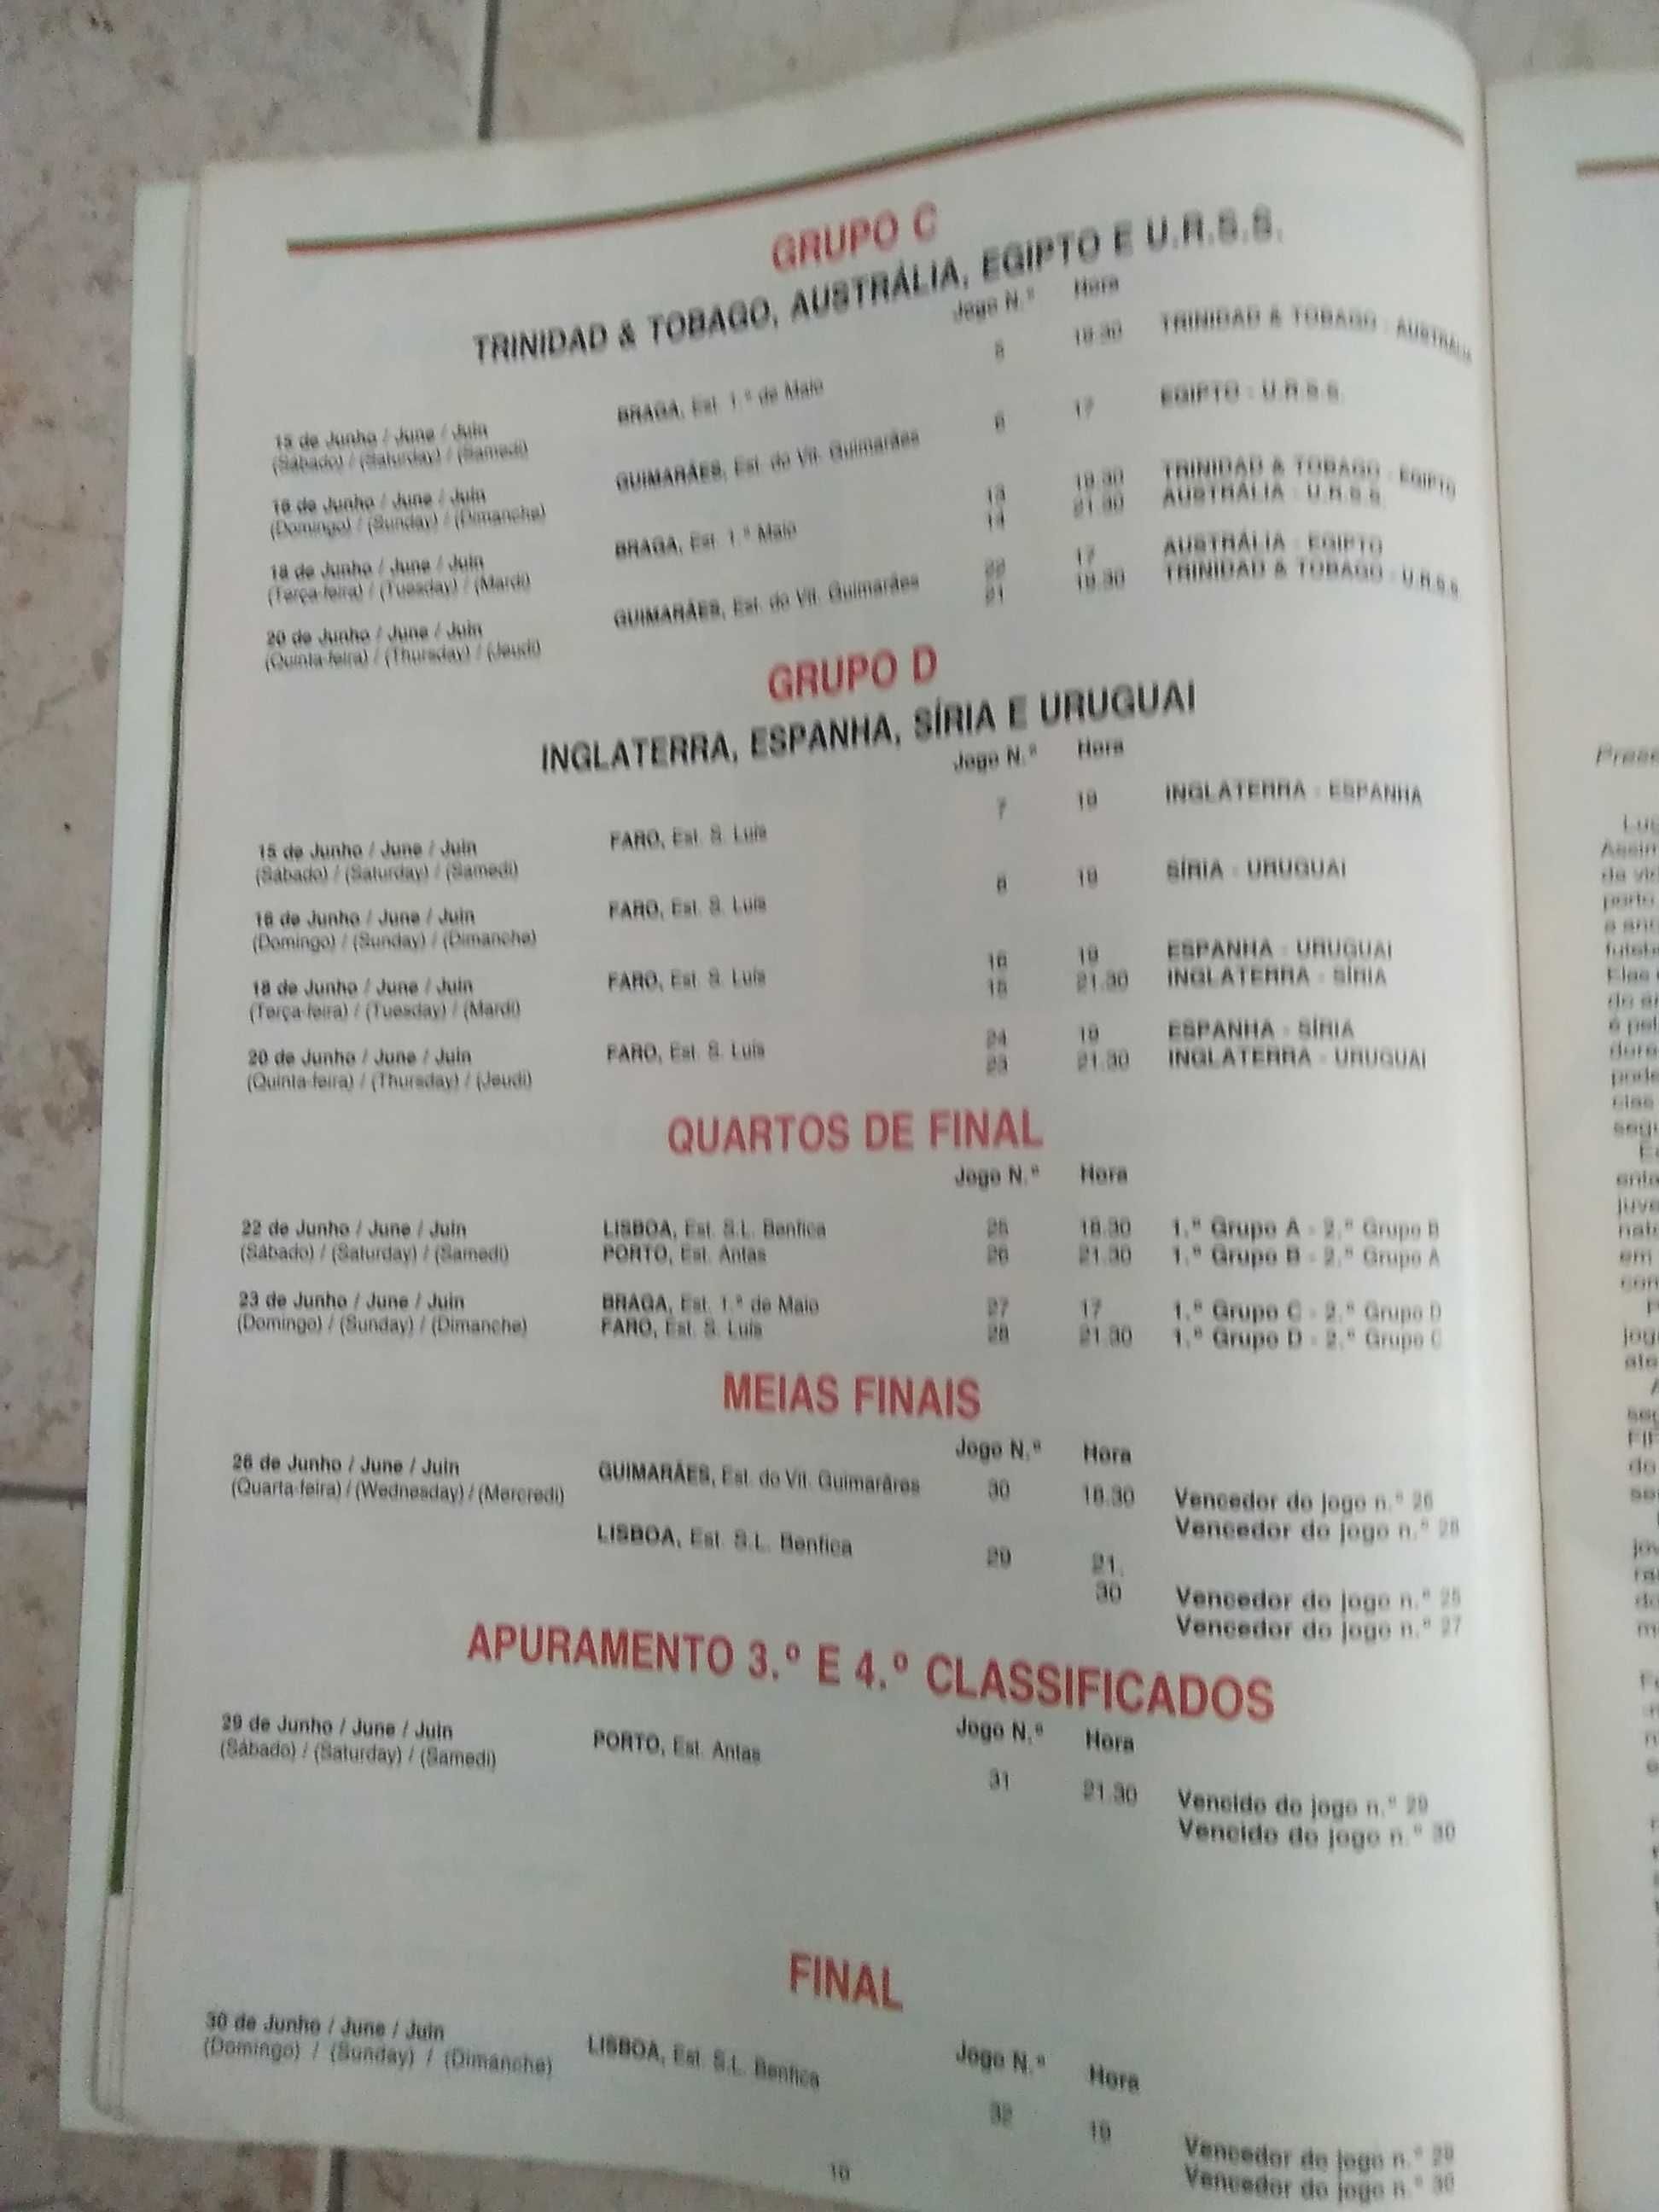 GRUPO C
TRINIDAD & TOBAGO, AUSTRÁLIA, EGIPTO E U.R.S.S.
Jogo N.º Hora
15 de Junho / June / Juin BRAGA, Est. 1.º de Maio 5 18.30 TRINIDAD & TOBAGO - AUSTRÁLIA
(Sábado) / (Saturday) / (Samedi)
16 de Junho / June / Juin GUIMARÃES, Est. do Vit. Guimarães 6 17 EGIPTO - U.R.S.S.
(Domingo) / (Sunday) / (Dimanche)
18 de Junho / June / Juin BRAGA, Est. 1.º Maio 13 TRINIDAD & TOBAGO - EGIPTO
(Terça-feira) / (Tuesday) / (Mardi) 14 21.30 AUSTRÁLIA - U.R.S.S.
20 de Junho / June / Juin GUIMARÃES, Est. do Vit. Guimarães 22 17 AUSTRÁLIA - EGIPTO
(Quinta-feira) / (Thursday) / (Jeudi) 21 TRINIDAD & TOBAGO - U.R.S.S.
GRUPO D
INGLATERRA, ESPANHA, SÍRIA E URUGUAI
Jogo N.º Hora
15 de Junho / June / Juin FARO, Est. S. Luís 7 19 INGLATERRA - ESPANHA
(Sábado) / (Saturday) / (Samedi)
16 de Junho / June / Juin FARO, Est. S. Luís 8 19 SÍRIA - URUGUAI
(Domingo) / (Sunday) / (Dimanche)
18 de Junho / June / Juin FARO, Est. S. Luís 16 19 ESPANHA - URUGUAI
(Terça-feira) / (Tuesday) / (Mardi) 15 21.30 INGLATERRA - SÍRIA
20 de Junho / June / Juin FARO, Est. S. Luís 24 19 ESPANHA - SÍRIA
(Quinta-feira) / (Thursday) / (Jeudi) 23 21.30 INGLATERRA - URUGUAI
QUARTOS DE FINAL
Jogo N.º Hora
22 de Junho / June / Juin LISBOA, Est. S.L. Benfica 25 18.30 1.º Grupo A - 2.º Grupo B
(Sábado) / (Saturday) / (Samedi) PORTO, Est. Antas 26 21.30 1.º Grupo B - 2.º Grupo A
23 de Junho / June / Juin BRAGA, Est. 1.º de Maio 27 17 1.º Grupo C - 2.º Grupo D
(Domingo) / (Sunday) / (Dimanche) FARO, Est. S. Luís 28 21.30 1.º Grupo D - 2.º Grupo C
MEIAS FINAIS
Jogo N.º Hora
26 de Junho / June / Juin GUIMARÃES, Est. do Vit. Guimarães 30 18.30 Vencedor do jogo n.º 26
(Quarta-feira) / (Wednesday) / (Mercredi) Vencedor do jogo n.º 28
LISBOA, Est. S.L. Benfica 29 21.
30 Vencedor do jogo n.º 25
Vencedor do jogo n.º 27
APURAMENTO 3.º E 4.º CLASSIFICADOS
Jogo N.º Hora
29 de Junho / June / Juin PORTO, Est. Antas 31 21.30 Vencido do jogo n.º 29
(Sábado) / (Saturday) / (Samedi) Vencido do jogo n.º 30
FINAL
Jogo N.º Hora
30 de Junho / June / Juin LISBOA, Est. S.L. Benfica 32 19 Vencedor do jogo n.º 29
(Domingo) / (Sunday) / (Dimanche) Vencedor do jogo n.º 30
10